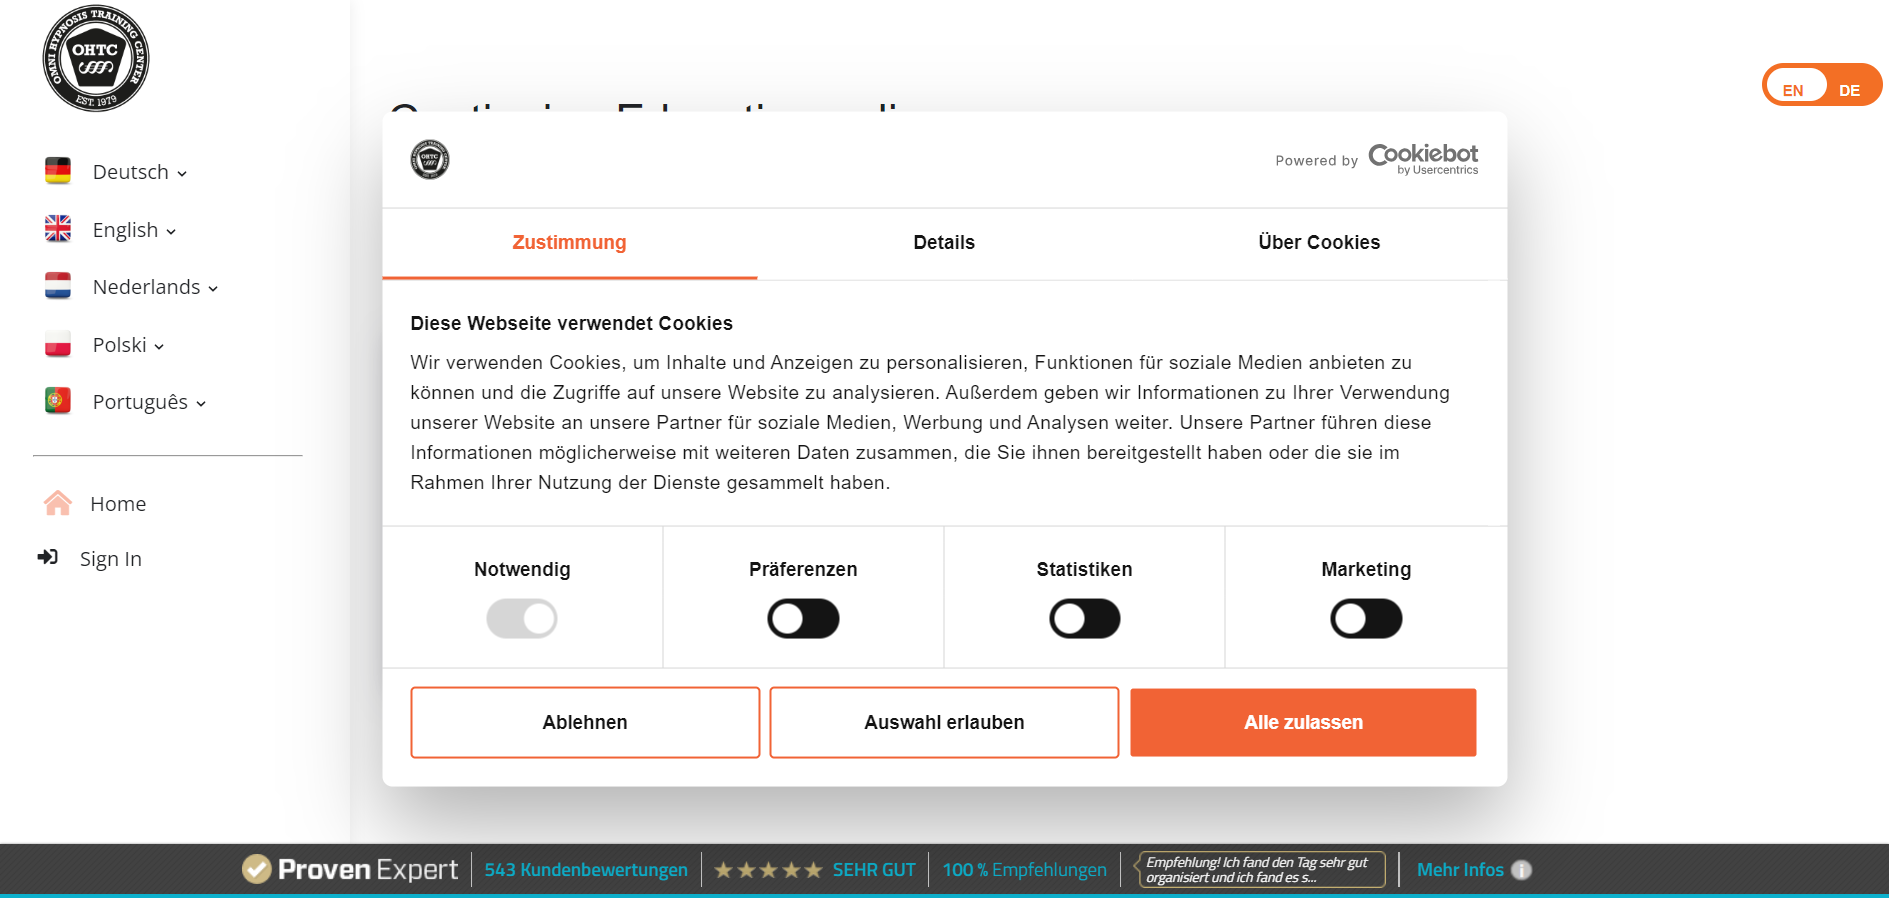 OMNI HYPNOSIS TRAINING CENTER
OHTC
EST. 1979
Deutsch
English
Nederlands
Polski
Português
Home
Sign In
EN DE
OHTC
Powered by Cookiebot
by Usercentrics
Zustimmung Details Über Cookies
Diese Webseite verwendet Cookies
Wir verwenden Cookies, um Inhalte und Anzeigen zu personalisieren, Funktionen für soziale Medien anbieten zu
können und die Zugriffe auf unsere Website zu analysieren. Außerdem geben wir Informationen zu Ihrer Verwendung
unserer Website an unsere Partner für soziale Medien, Werbung und Analysen weiter. Unsere Partner führen diese
Informationen möglicherweise mit weiteren Daten zusammen, die Sie ihnen bereitgestellt haben oder die sie im
Rahmen Ihrer Nutzung der Dienste gesammelt haben.
Notwendig Präferenzen Statistiken Marketing
Ablehnen Auswahl erlauben Alle zulassen
Proven Expert 543 Kundenbewertungen SEHR GUT 100 % Empfehlungen
Empfehlung! Ich fand den Tag sehr gut
organisiert und ich fand es s...
Mehr Infos